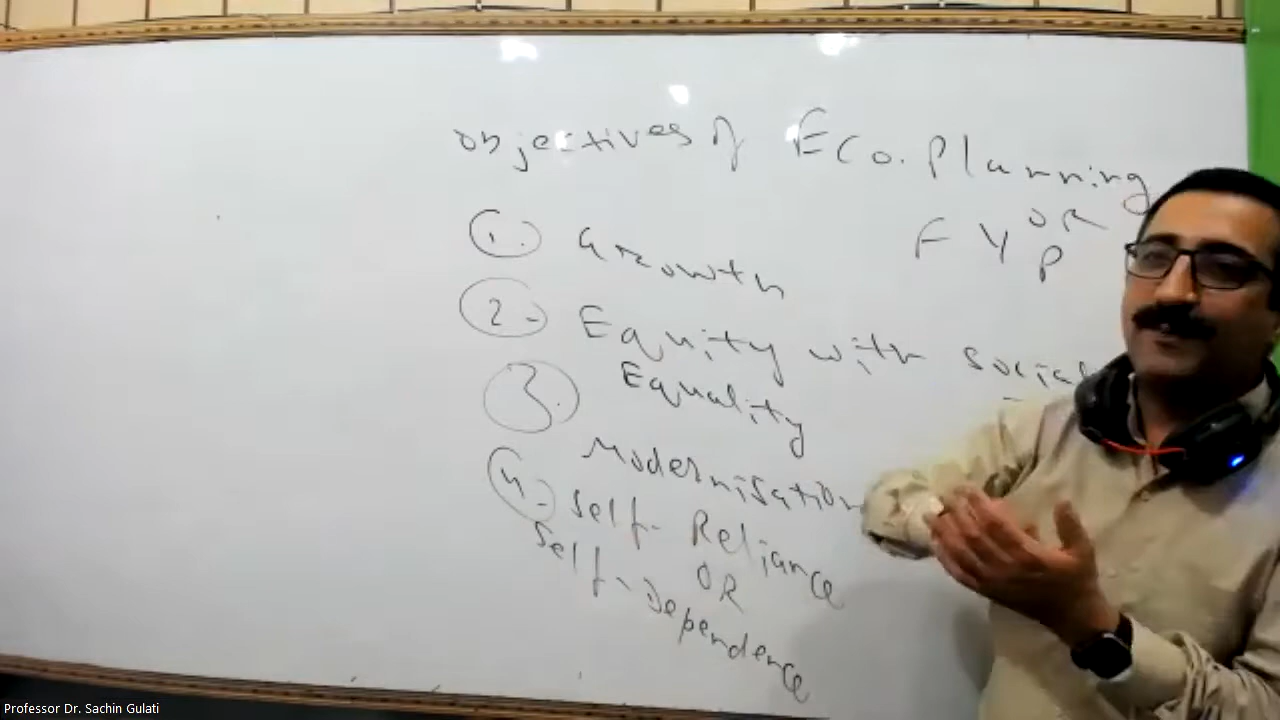 objectives of Eco. Planning
OR
F Y P
1. Growth
2. Equity with Social
Equality
3. Modernisation
4. Self-Reliance
OR
Self-Dependence
Professor Dr. Sachin Gulati